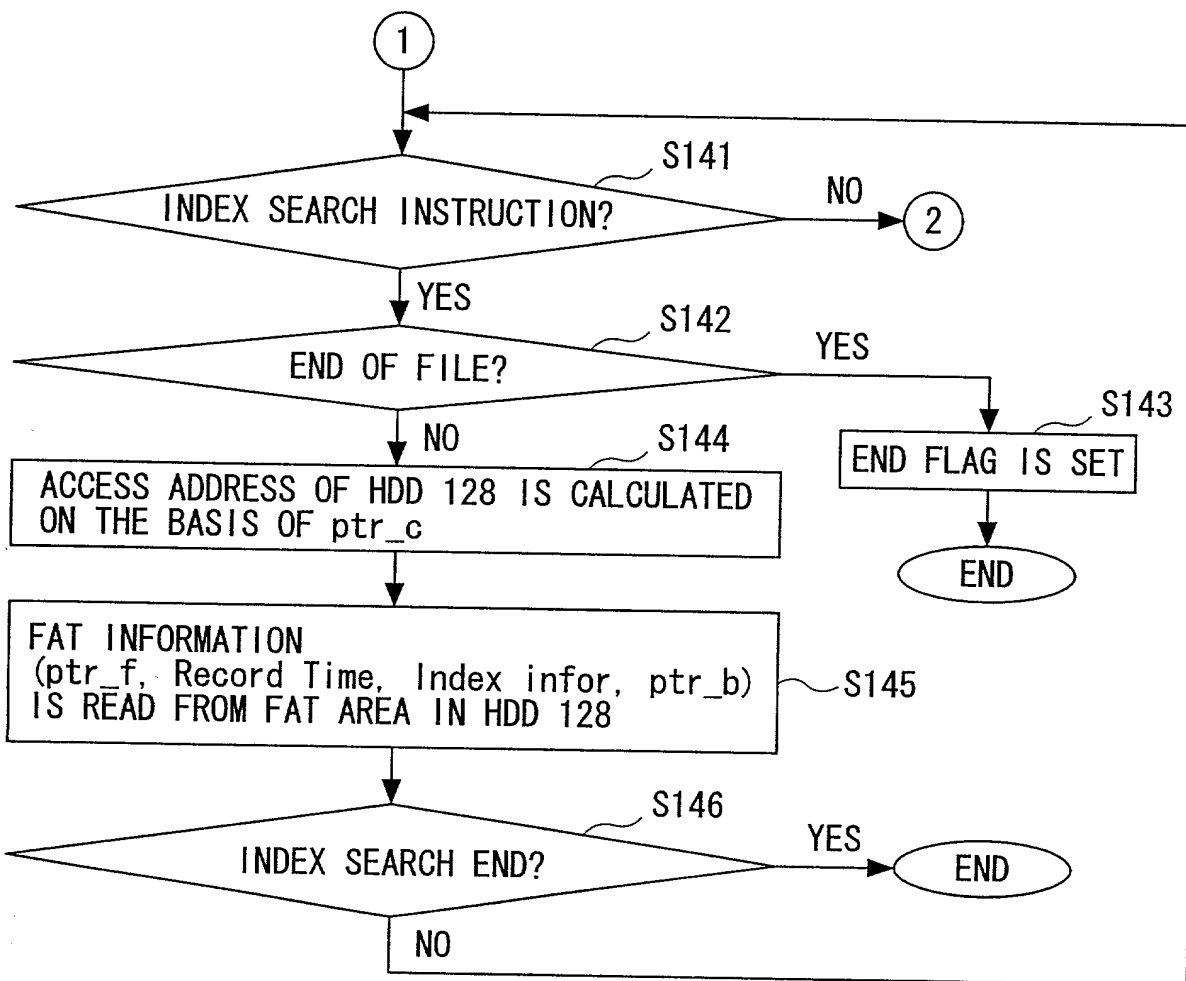 1
S141
INDEX SEARCH INSTRUCTION?
NO
2
YES
S142
END OF FILE?
YES
S143
NO
S144
END FLAG IS SET
ACCESS ADDRESS OF HDD 128 IS CALCULATED
ON THE BASIS OF ptr_c
END
FAT INFORMATION
(ptr_f, Record Time, Index infor, ptr_b)
IS READ FROM FAT AREA IN HDD 128
S145
S146
INDEX SEARCH END?
YES
END
NO